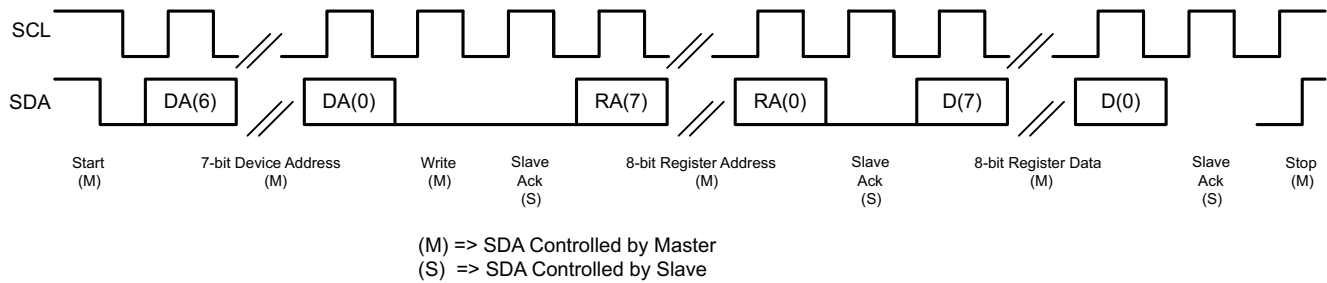 SCL
SDA
DA(6)
DA(0)
RA(7)
RA(0)
D(7)
D(0)
Start
(M)
7-bit Device Address
(M)
Write
(M)
Slave
Ack
(S)
8-bit Register Address
(M)
Slave
Ack
(S)
8-bit Register Data
(M)
Slave
Ack
(S)
Stop
(M)
(M) => SDA Controlled by Master
(S) => SDA Controlled by Slave